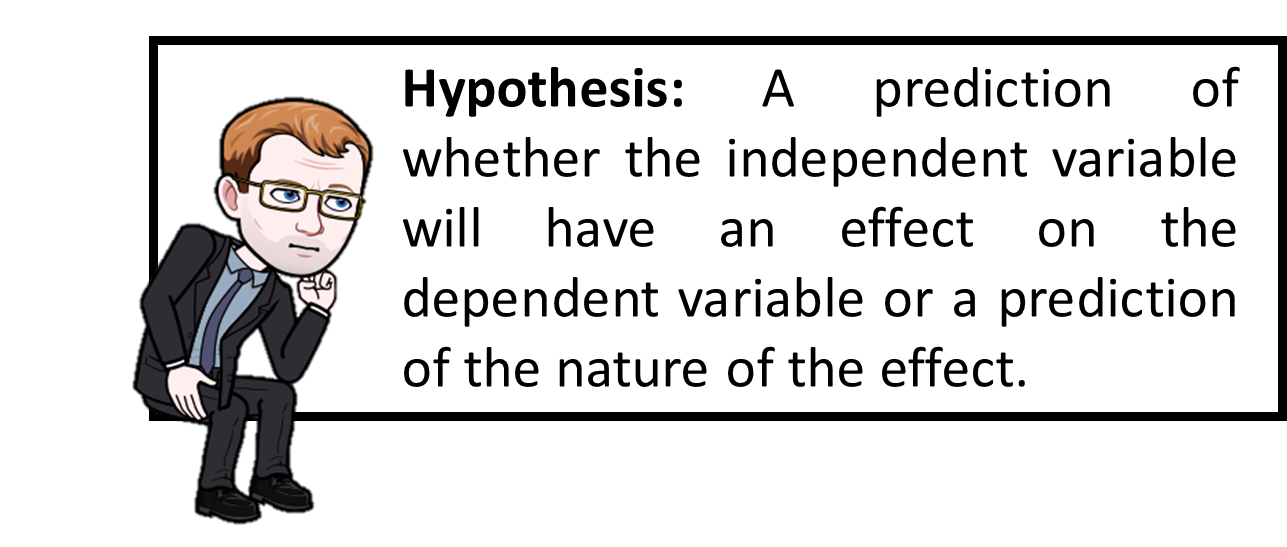 Hypothesis: A prediction of
whether the independent variable
will have an effect on the
dependent variable or a prediction
of the nature of the effect.